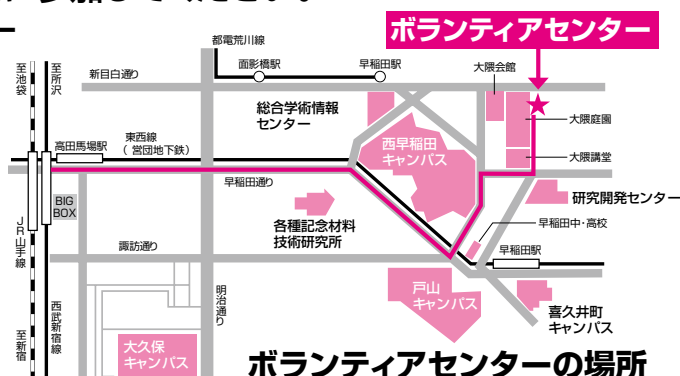 参加してください。
ボランティアセンター
都電荒川線
面影橋駅
早稲田駅
大隈会館
至池袋
至所沢
新目白通り
総合学術情報
センター
大隈庭園
西早稲田
キャンパス
東西線
（営団地下鉄）
高田馬場駅
大隈講堂
早稲田通り
研究開発センター
BIG
BOX
各種記念材料
技術研究所
早稲田中・高校
JR山手線
諏訪通り
早稲田駅
戸山
キャンパス
明治通り
西武新宿線
喜久井町
キャンパス
至新宿
大久保
キャンパス
ボランティアセンターの場所